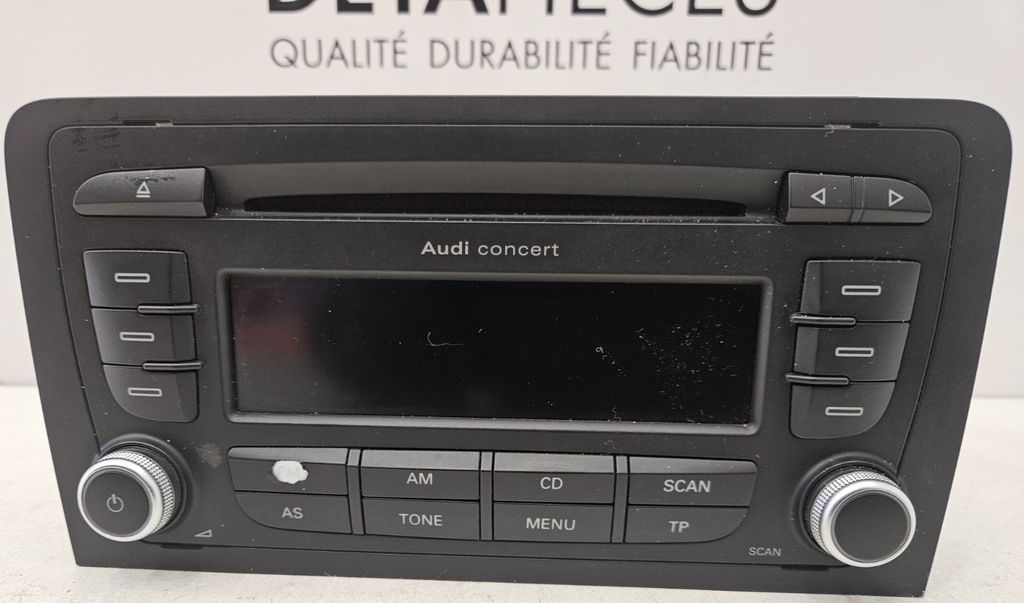 QUALITÉ DURABILITÉ FIABILITÉ
Audi concert
AM CD SCAN
AS TONE MENU TP
SCAN